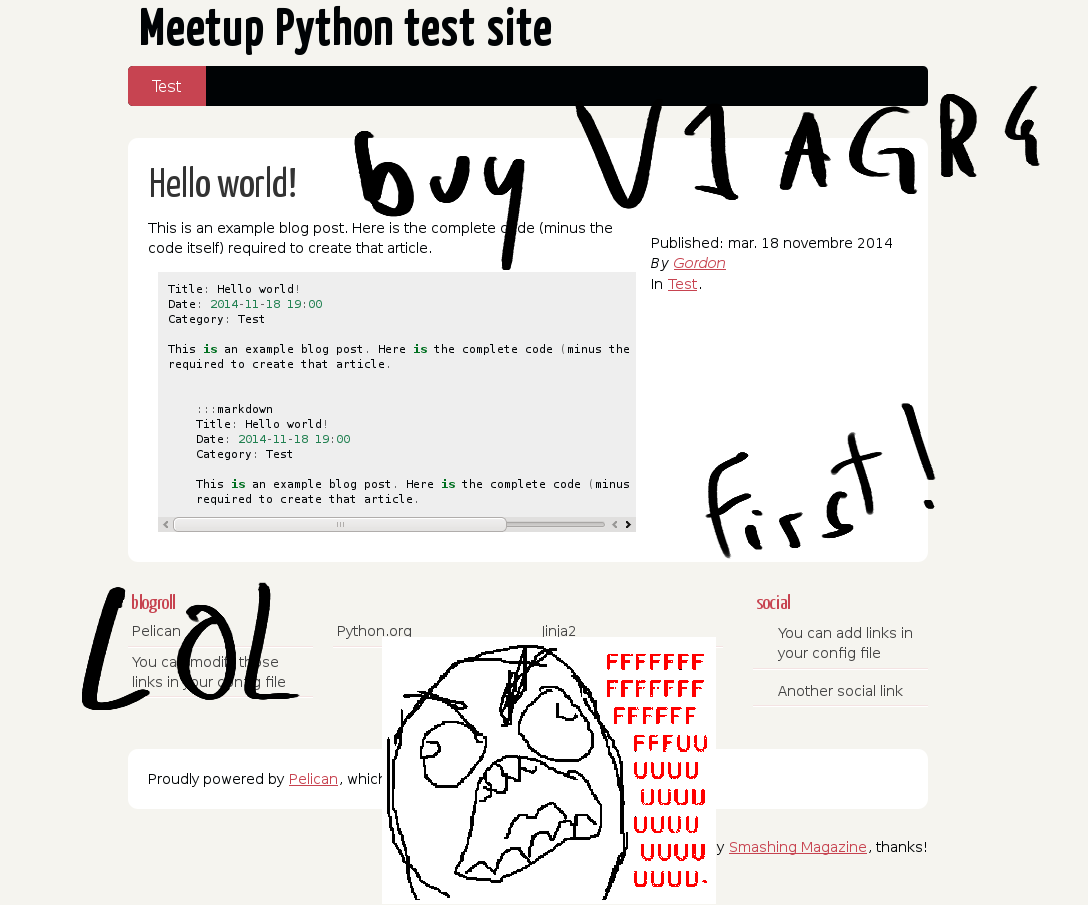 Meetup Python test site
Test
buy V1AGR4
Hello world!
This is an example blog post. Here is the complete code (minus the
code itself) required to create that article.
Published: mar. 18 novembre 2014
By Gordon
In Test.
Title: Hello world!
Date: 2014-11-18 19:00
Category: Test
This is an example blog post. Here is the complete code (minus the
required to create that article.
:::markdown
Title: Hello world!
Date: 2014-11-18 19:00
Category: Test
This is an example blog post. Here is the complete code (minus
required to create that article.
First!
LOL
blogroll
Pelican
Python.org
Jinja2
You can modify those
links in your config file
social
You can add links in
your config file
Another social link
FFFFFFF
FFFFFFF
FFFFFF
FFFUU
UUUU
UUUU
UUUU
UUUU
UUUU-
Proudly powered by Pelican, which
y Smashing Magazine, thanks!